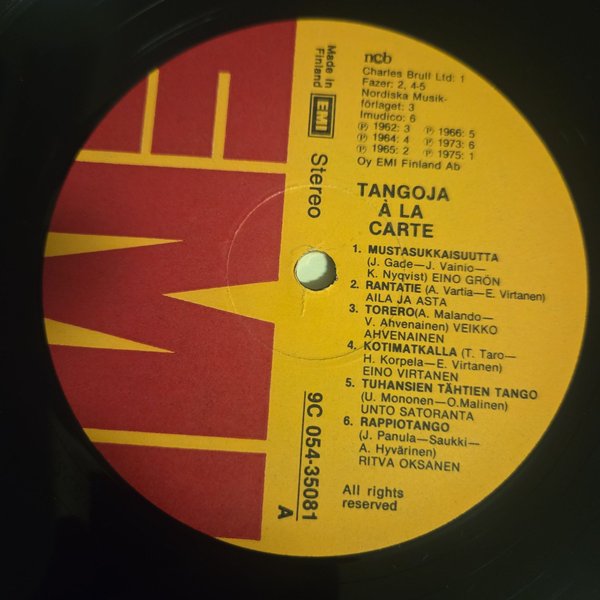 ncb
Charles Brull Ltd: 1
Fazer: 2, 4-5
Nordiska Musik-
förlaget: 3
Imudico: 6
℗ 1962: 3 ℗ 1966: 5
℗ 1964: 4 ℗ 1973: 6
℗ 1965: 2 ℗ 1975: 1
Oy EMI Finland Ab
Made in
Finland
EMI
Stereo
TANGOJA
À LA
CARTE
1. MUSTASUKKAISUUTTA
(J. Gade—J. Vainio—
K. Nyqvist) EINO GRÖN
2. RANTATIE (A. Vartia—E. Virtanen)
AILA JA ASTA
3. TORERO(A. Malando—
V. Ahvenainen) VEIKKO
AHVENAINEN
4. KOTIMATKALLA (T. Taro—
H. Korpela—E. Virtanen)
EINO VIRTANEN
5. TUHANSIEN TÄHTIEN TANGO
(U. Mononen—O.Malinen)
UNTO SATORANTA
6. RAPPIOTANGO
(J. Panula—Saukki—
A. Hyvärinen)
RITVA OKSANEN
9C 054-35081
A
All rights
reserved
EMI